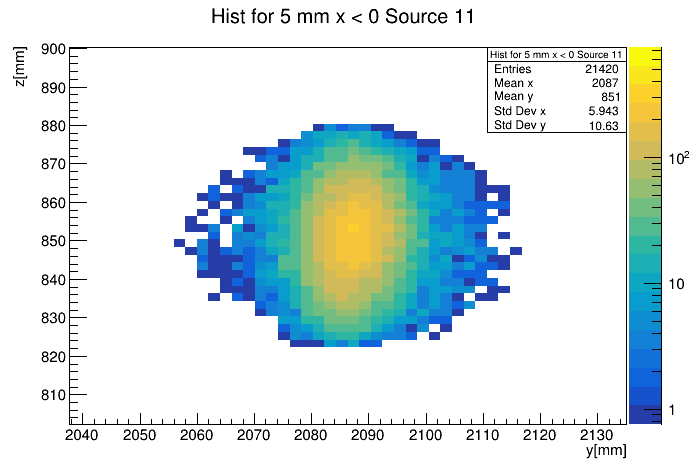 Hist for 5 mm x < 0 Source 11
z[mm]
900
890
880
870
860
850
840
830
820
810
2040 2050 2060 2070 2080 2090 2100 2110 2120 2130
y[mm]
Hist for 5 mm x < 0 Source 11
Entries 21420
Mean x 2087
Mean y 851
Std Dev x 5.943
Std Dev y 10.63
10²
10
1